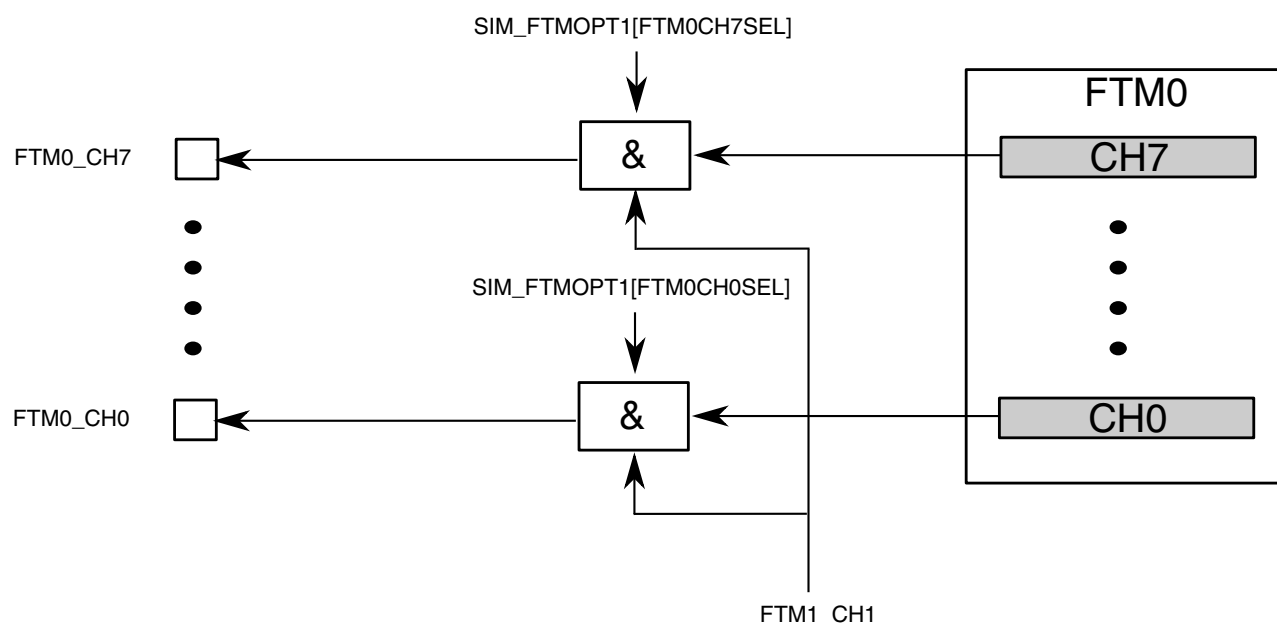 SIM_FTMOPT1[FTM0CH7SEL]
FTM0
FTM0_CH7
&
CH7
SIM_FTMOPT1[FTM0CH0SEL]
FTM0_CH0
&
CH0
FTM1_CH1